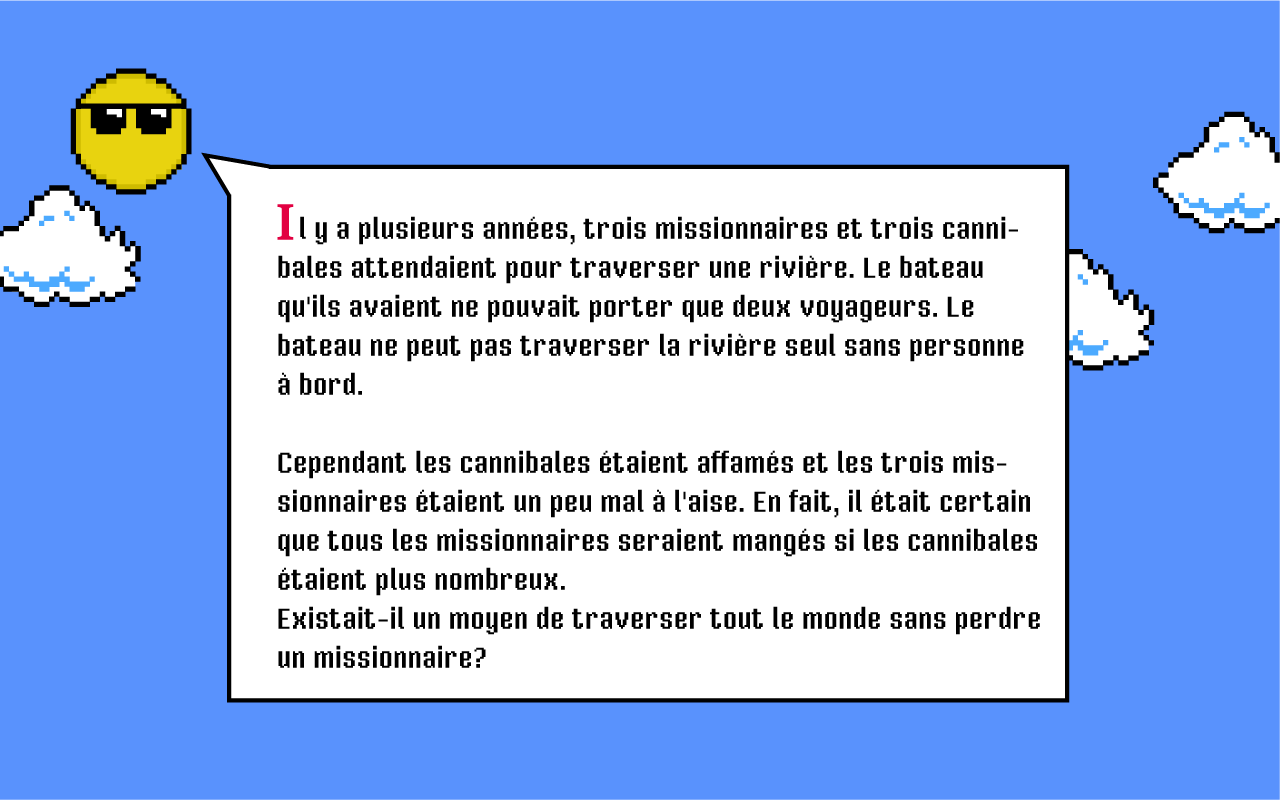 Il y a plusieurs années, trois missionnaires et trois canni-
bales attendaient pour traverser une rivière. Le bateau
qu'ils avaient ne pouvait porter que deux voyageurs. Le
bateau ne peut pas traverser la rivière seul sans personne
à bord.
Cependant les cannibales étaient affamés et les trois mis-
sionnaires étaient un peu mal à l'aise. En fait, il était certain
que tous les missionnaires seraient mangés si les cannibales
étaient plus nombreux.
Existait-il un moyen de traverser tout le monde sans perdre
un missionnaire?